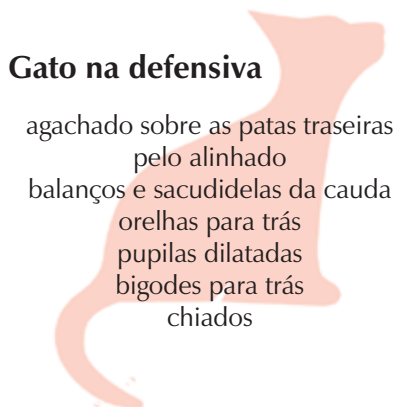 Gato na defensiva
agachado sobre as patas traseiras
pelo alinhado
balanços e sacudidelas da cauda
orelhas para trás
pupilas dilatadas
bigodes para trás
chiados